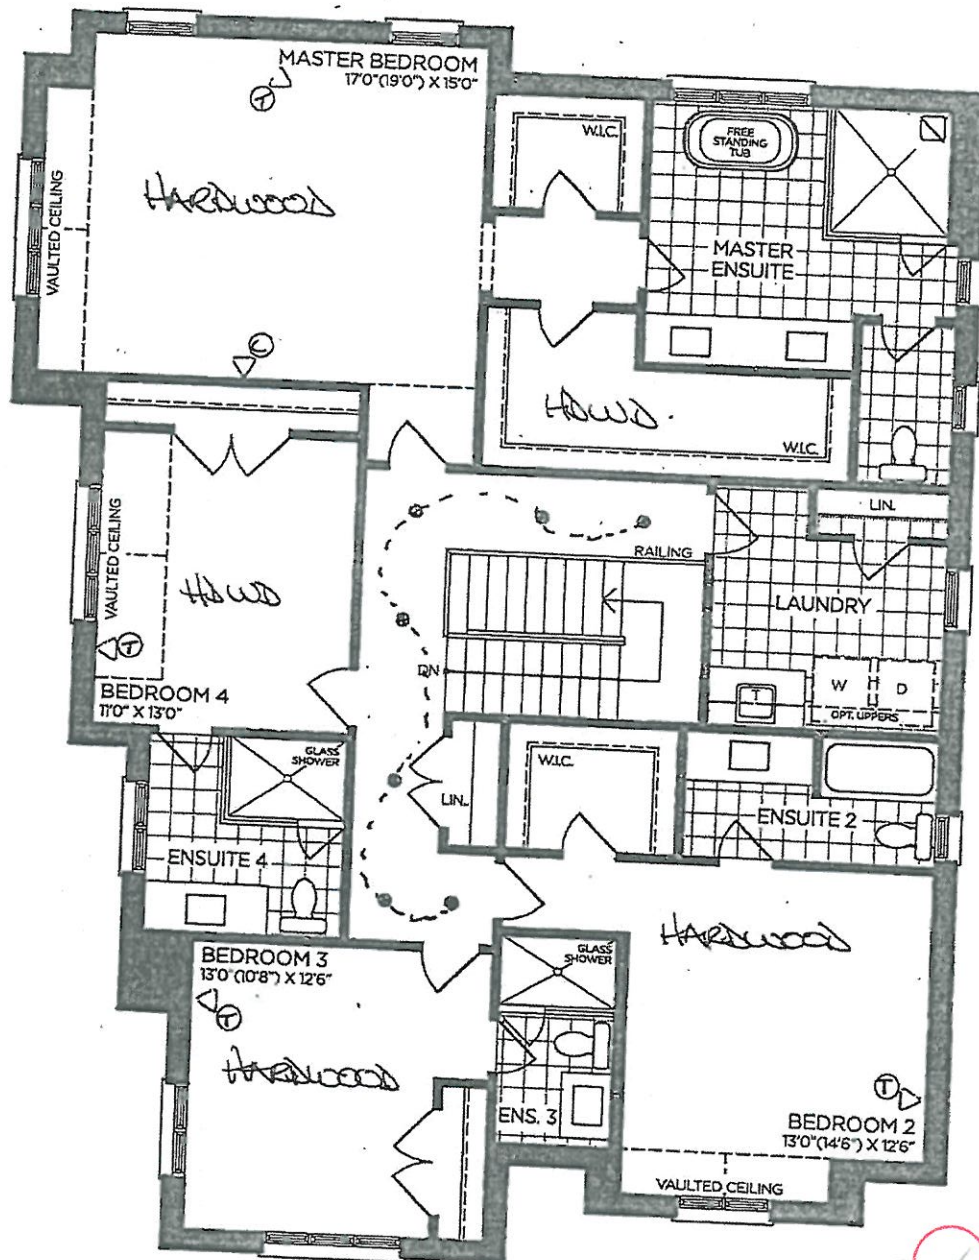 MASTER BEDROOM
17'0"(19'0") X 15'0"
T
W.I.C.
FREE
STANDING
TUB
HARDWOOD
VAULTED CEILING
MASTER
ENSUITE
C
HDWD.
W.I.C.
LIN.
RAILING
VAULTED CEILING
HDWD
LAUNDRY
T
DN
W
D
T
OPT. UPPERS
BEDROOM 4
11'0" X 13'0"
GLASS
SHOWER
W.I.C.
LIN.
ENSUITE 2
ENSUITE 4
HARDWOOD
BEDROOM 3
13'0"(10'8") X 12'6"
GLASS
SHOWER
T
HARDWOOD
T
ENS. 3
BEDROOM 2
13'0"(14'6") X 12'6"
VAULTED CEILING